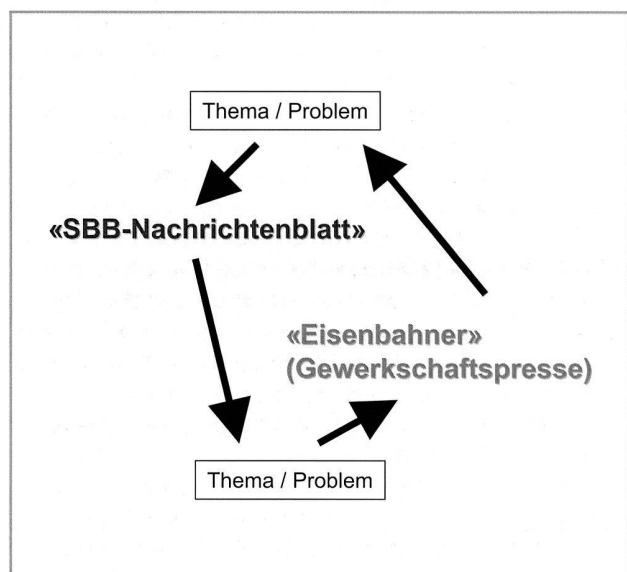 Thema / Problem
«SBB-Nachrichtenblatt»
«Eisenbahner»
(Gewerkschaftspresse)
Thema / Problem